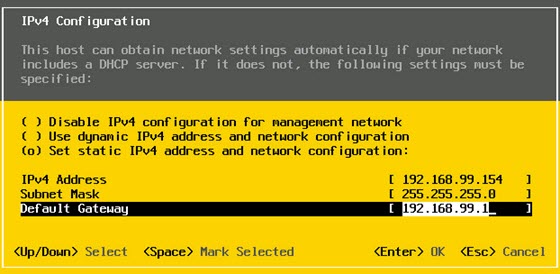 IPv4 Configuration
This host can obtain network settings automatically if your network
includes a DHCP server. If it does not, the following settings must be
specified:
( ) Disable IPv4 configuration for management network
( ) Use dynamic IPv4 address and network configuration
(o) Set static IPv4 address and network configuration:
IPv4 Address [ 192.168.99.154 ]
Subnet Mask [ 255.255.255.0 ]
Default Gateway [ 192.168.99.1_ ]
<Up/Down> Select <Space> Mark Selected <Enter> OK <Esc> Cancel